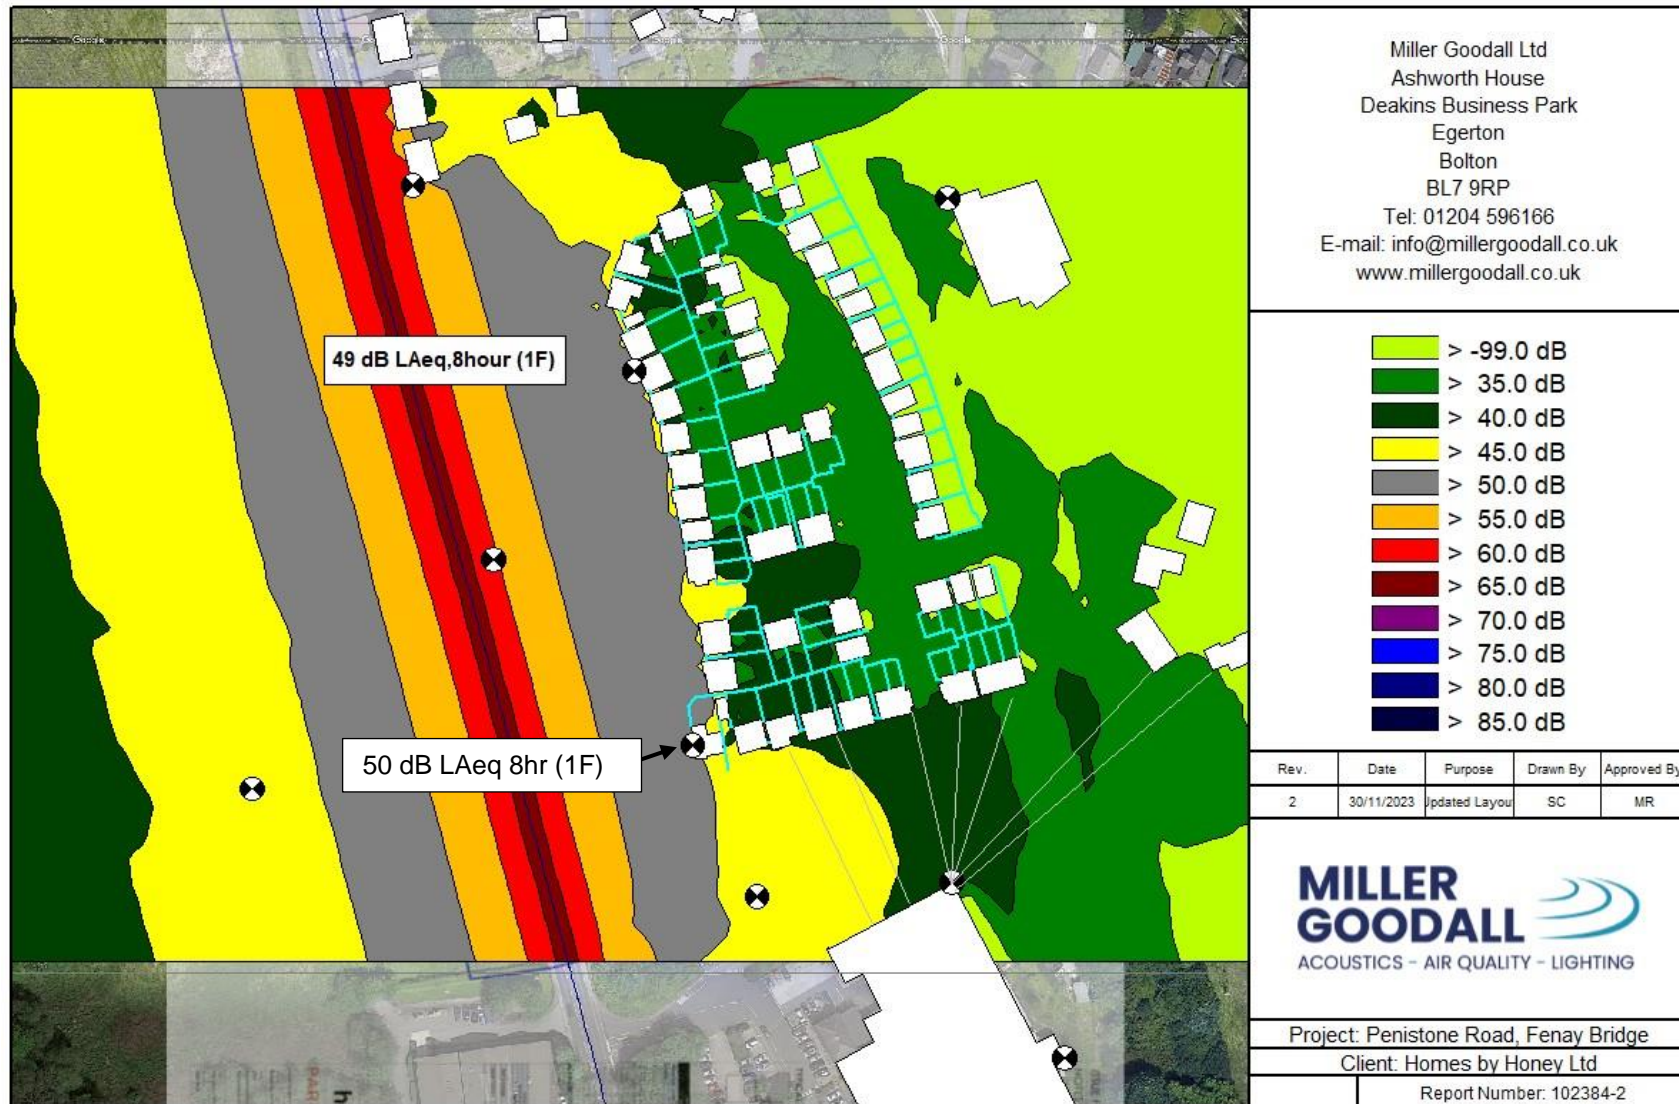 Google
Google
Google
Google
49 dB LAeq,8hour (1F)
50 dB LAeq 8hr (1F)
Miller Goodall Ltd
Ashworth House
Deakins Business Park
Egerton
Bolton
BL7 9RP
Tel: 01204 596166
E-mail: info@millergoodall.co.uk
www.millergoodall.co.uk
> -99.0 dB
> 35.0 dB
> 40.0 dB
> 45.0 dB
> 50.0 dB
> 55.0 dB
> 60.0 dB
> 65.0 dB
> 70.0 dB
> 75.0 dB
> 80.0 dB
> 85.0 dB
Rev. Date Purpose Drawn By Approved By
2 30/11/2023 Updated Layou SC MR
MILLER
GOODALL
ACOUSTICS - AIR QUALITY - LIGHTING
Project: Penistone Road, Fenay Bridge
Client: Homes by Honey Ltd
Report Number: 102384-2